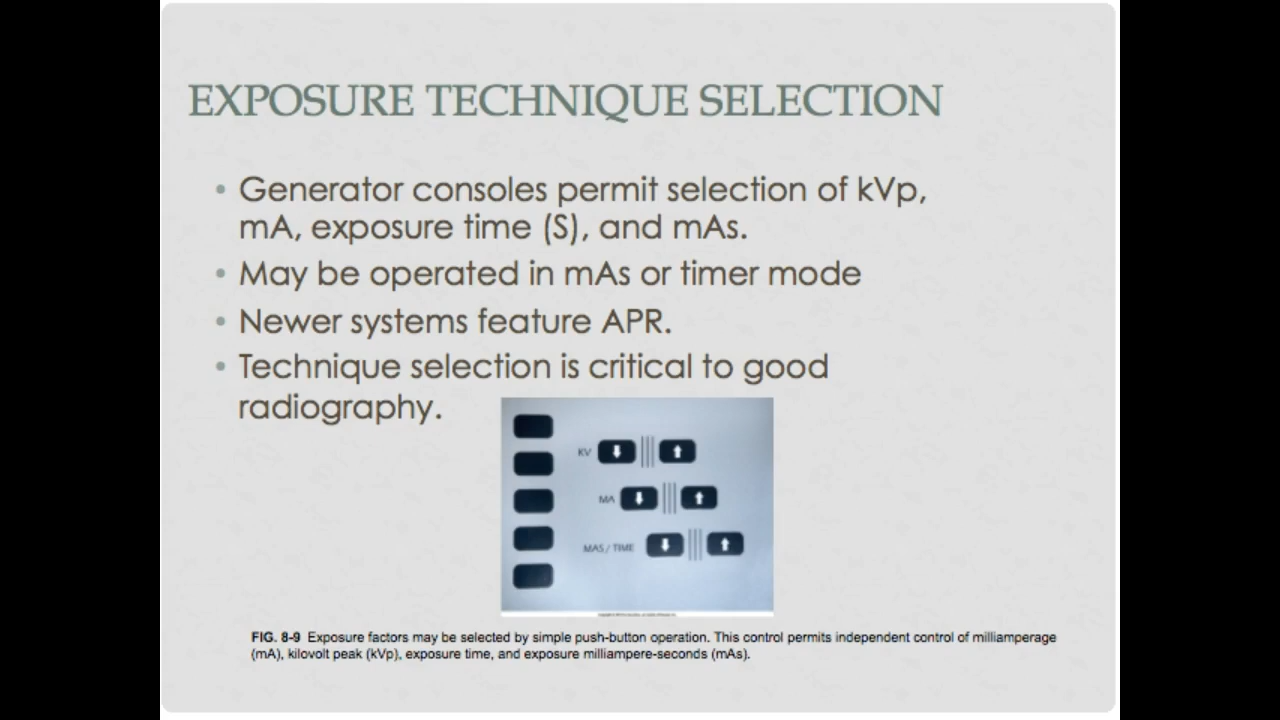 EXPOSURE TECHNIQUE SELECTION
• Generator consoles permit selection of kVp,
mA, exposure time (S), and mAs.
• May be operated in mAs or timer mode
• Newer systems feature APR.
• Technique selection is critical to good
radiography.
KV
MA
MAS / TIME
FIG. 8-9 Exposure factors may be selected by simple push-button operation. This control permits independent control of milliamperage
(mA), kilovolt peak (kVp), exposure time, and exposure milliampere-seconds (mAs).